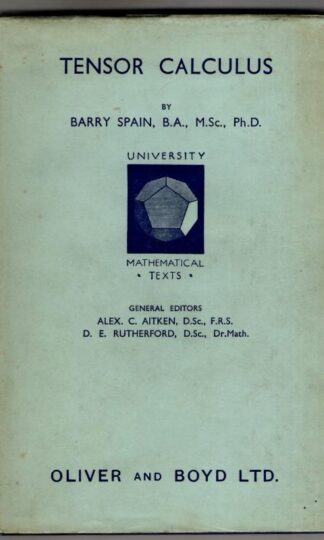 TENSOR CALCULUS
BY
BARRY SPAIN, B.A., M.Sc., Ph.D.
UNIVERSITY
MATHEMATICAL
• TEXTS •
GENERAL EDITORS
ALEX. C. AITKEN, D.Sc., F.R.S.
D. E. RUTHERFORD, D.Sc., Dr.Math.
OLIVER AND BOYD LTD.